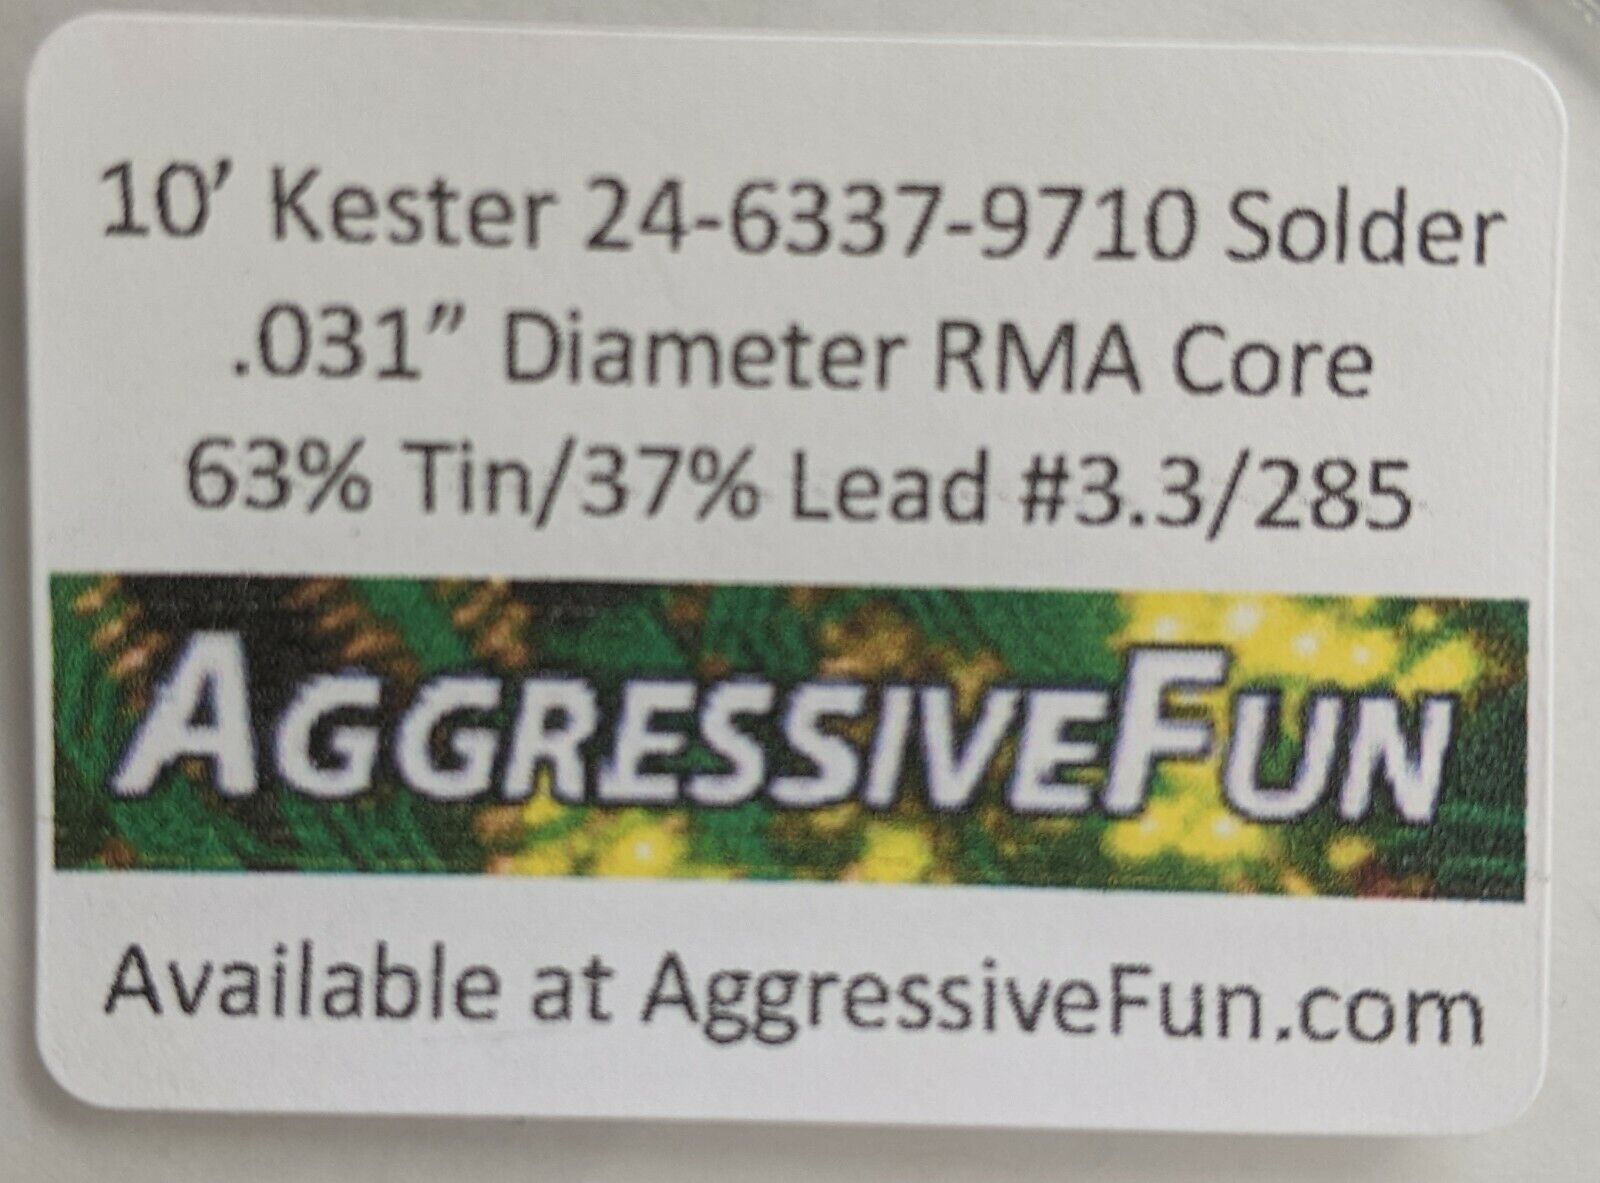 10’ Kester 24-6337-9710 Solder
.031” Diameter RMA Core
63% Tin/37% Lead #3.3/285
AGGRESSIVEFUN
Available at AggressiveFun.com